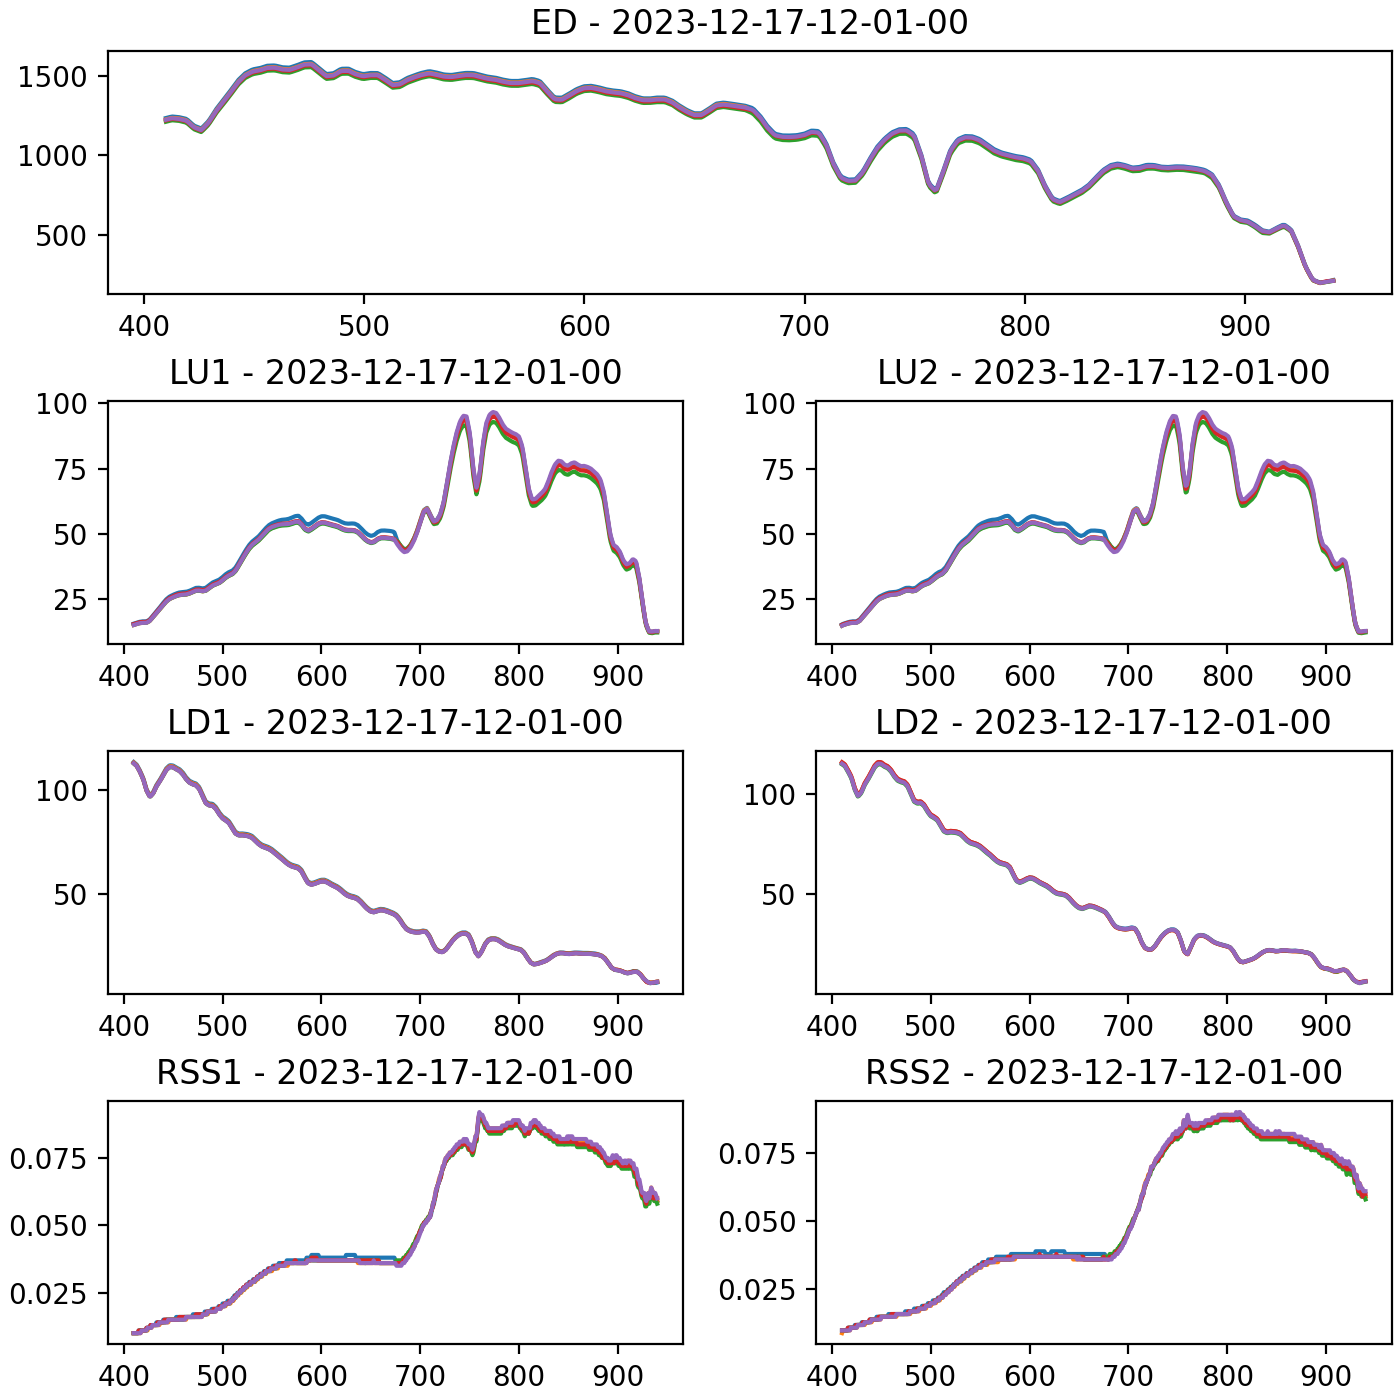 ED - 2023-12-17-12-01-00
1500
1000
500
400 500 600 700 800 900
LU1 - 2023-12-17-12-01-00
100
75
50
25
400 500 600 700 800 900
LU2 - 2023-12-17-12-01-00
100
75
50
25
400 500 600 700 800 900
LD1 - 2023-12-17-12-01-00
100
50
400 500 600 700 800 900
LD2 - 2023-12-17-12-01-00
100
50
400 500 600 700 800 900
RSS1 - 2023-12-17-12-01-00
0.075
0.050
0.025
400 500 600 700 800 900
RSS2 - 2023-12-17-12-01-00
0.075
0.050
0.025
400 500 600 700 800 900